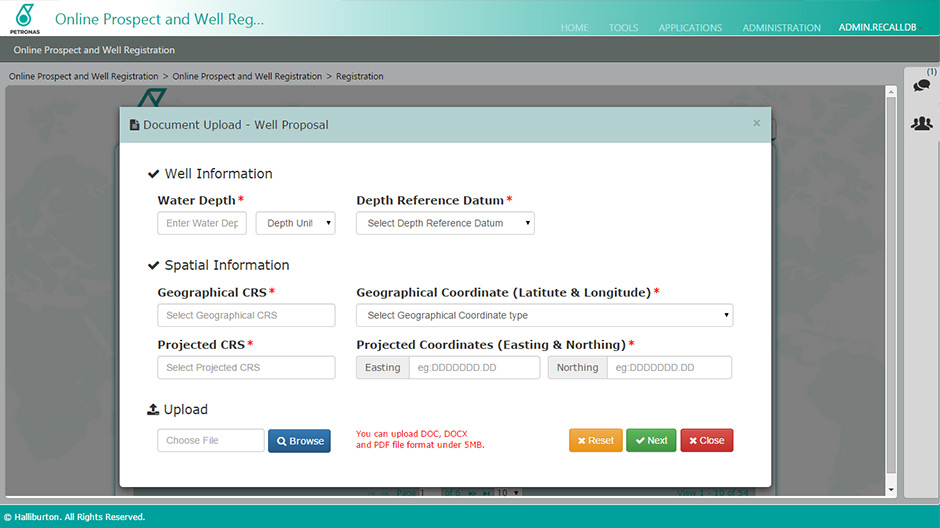 PETRONAS
Online Prospect and Well Reg...
HOME TOOLS APPLICATIONS ADMINISTRATION ADMIN.RECALLDB
Online Prospect and Well Registration
Online Prospect and Well Registration > Online Prospect and Well Registration > Registration
(1)
Document Upload - Well Proposal ×
Well Information
Water Depth* Depth Reference Datum*
Enter Water Dep Depth Unit Select Depth Reference Datum
Spatial Information
Geographical CRS* Geographical Coordinate (Latitute & Longitude)*
Select Geographical CRS Select Geographical Coordinate type
Projected CRS* Projected Coordinates (Easting & Northing)*
Select Projected CRS Easting eg:DDDDDDD.DD Northing eg:DDDDDDD.DD
Upload
Choose File Browse
You can upload DOC, DOCX
and PDF file format under 5MB.
Reset Next Close
Page 1 of 6 10 View 1 - 10 of 54
© Halliburton. All Rights Reserved.